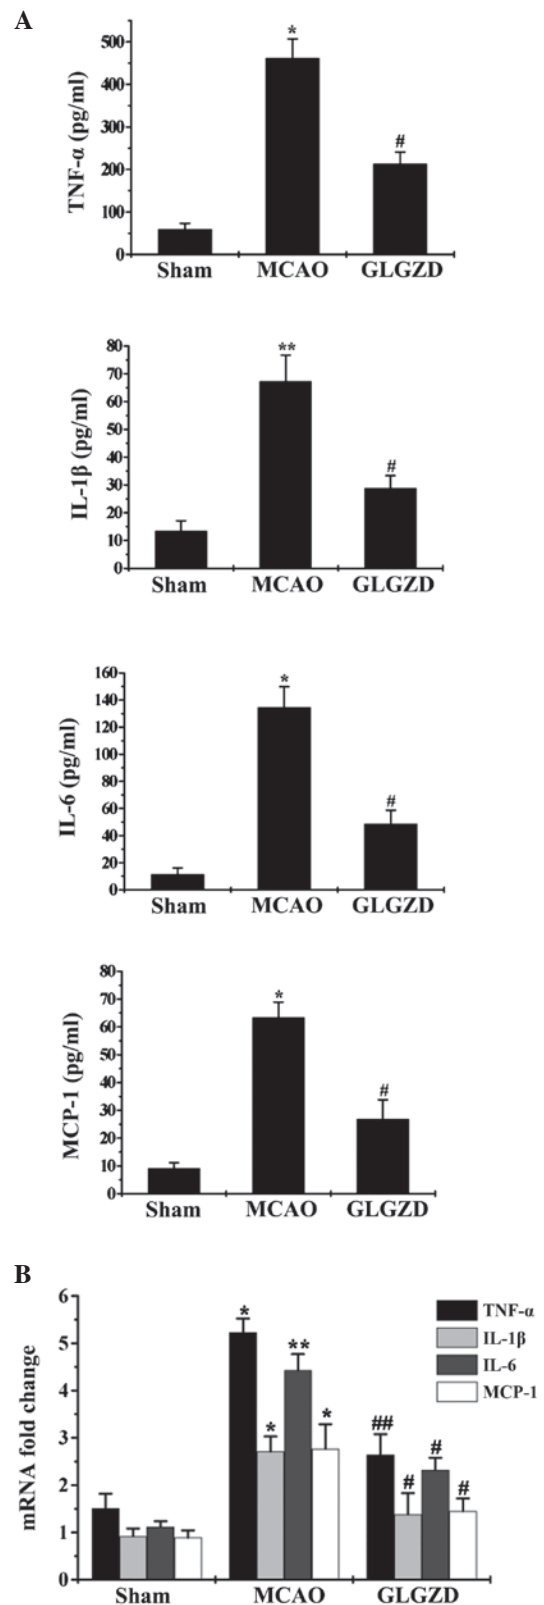 A
TNF-α (pg/ml)
500
400
300
200
100
0
*
#
Sham MCAO GLGZD
IL-1β (pg/ml)
80
70
60
50
40
30
20
10
0
**
#
Sham MCAO GLGZD
IL-6 (pg/ml)
160
140
120
100
80
60
40
20
0
*
#
Sham MCAO GLGZD
MCP-1 (pg/ml)
80
70
60
50
40
30
20
10
0
*
#
Sham MCAO GLGZD
B
mRNA fold change
6
5
4
3
2
1
0
* * ** *
## # # #
TNF-α
IL-1β
IL-6
MCP-1
Sham MCAO GLGZD